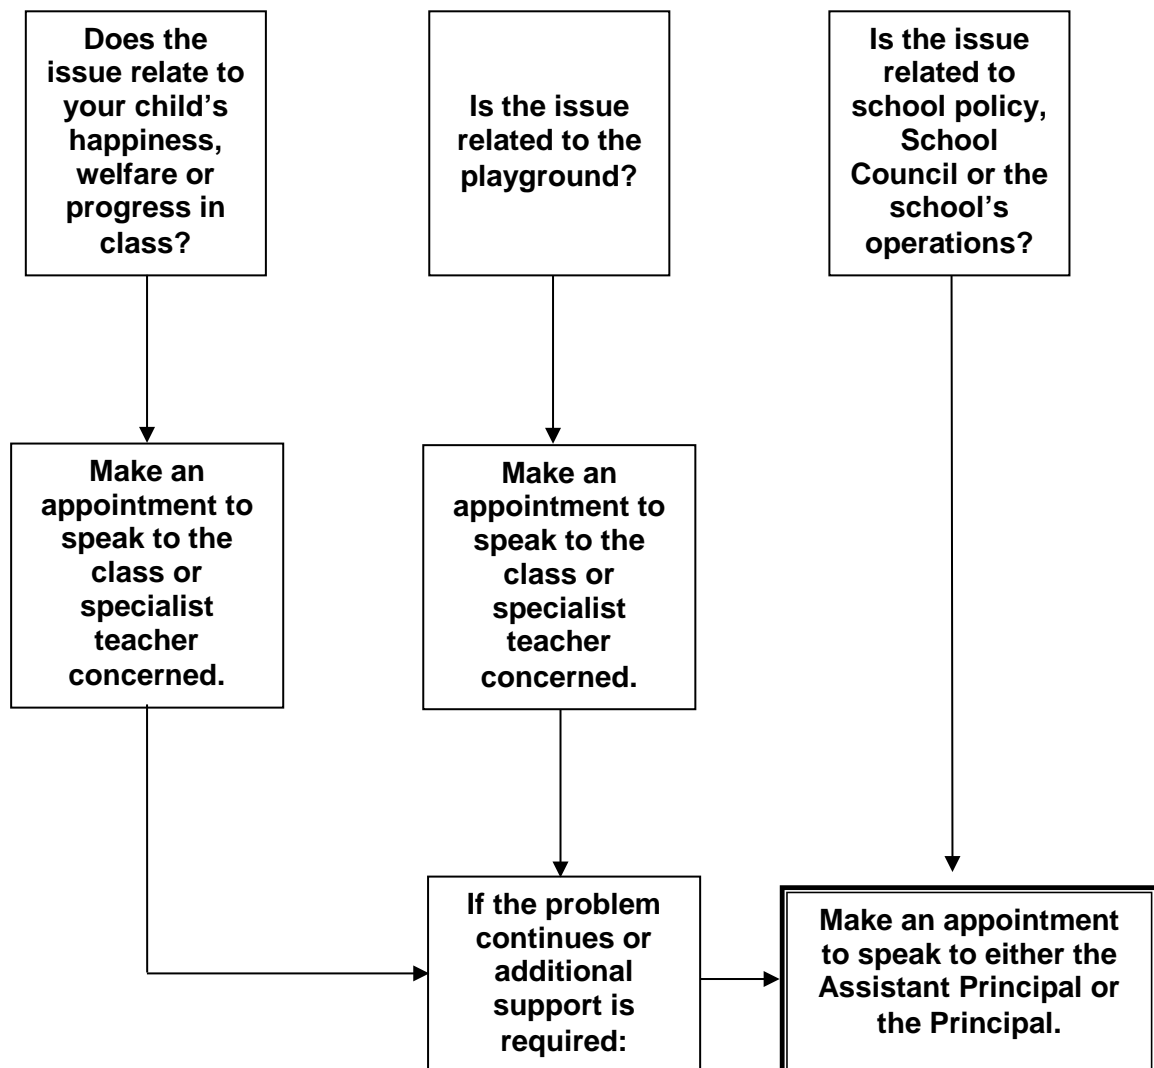 Does the
issue relate to
your child’s
happiness,
welfare or
progress in
class?
Is the issue
related to the
playground?
Is the issue
related to
school policy,
School
Council or the
school’s
operations?
Make an
appointment to
speak to the
class or
specialist
teacher
concerned.
Make an
appointment to
speak to the
class or
specialist
teacher
concerned.
If the problem
continues or
additional
support is
required:
Make an appointment
to speak to either the
Assistant Principal or
the Principal.